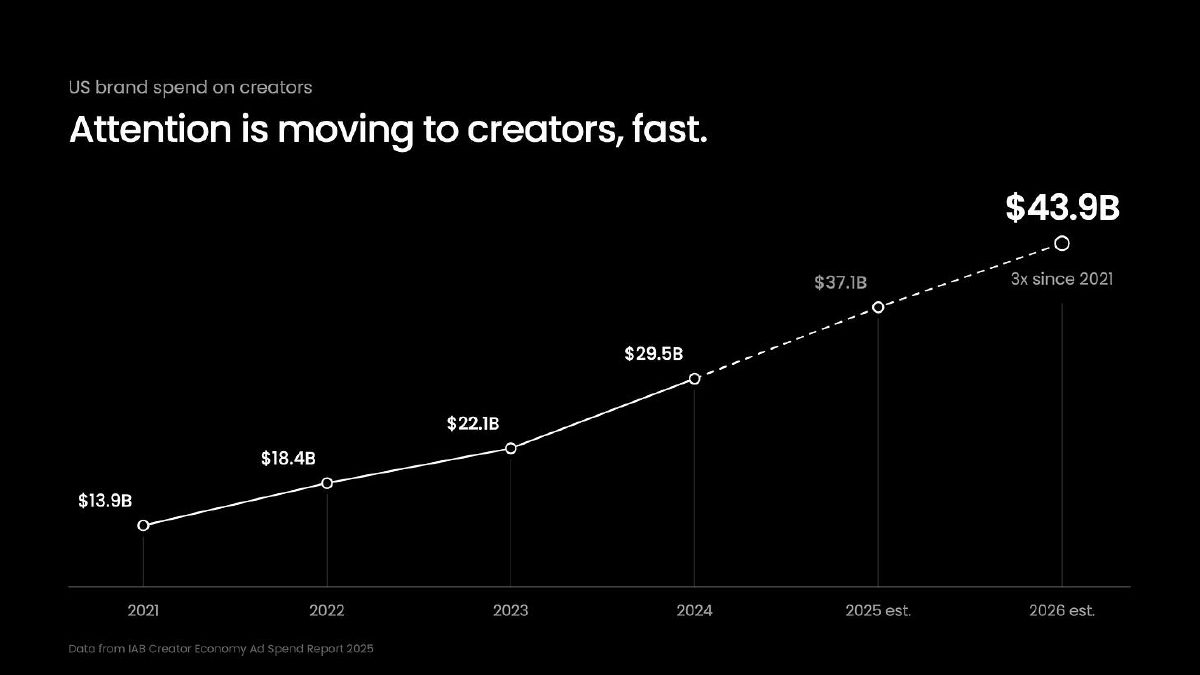 US brand spend on creators
Attention is moving to creators, fast.
$43.9B
3x since 2021
$37.1B
$29.5B
$22.1B
$18.4B
$13.9B
2021 2022 2023 2024 2025 est. 2026 est.
Data from IAB Creator Economy Ad Spend Report 2025